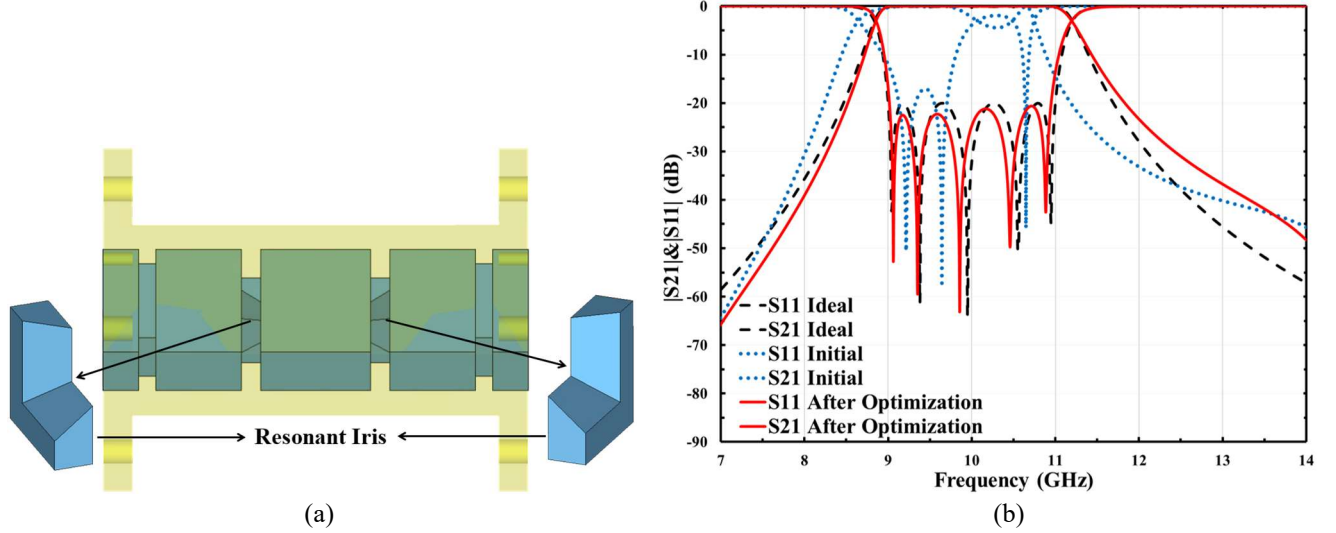 Resonant Iris
(a)
|S21|&|S11| (dB)
0
-10
-20
-30
-40
-50
-60
-70
-80
-90
S11 Ideal
S21 Ideal
S11 Initial
S21 Initial
S11 After Optimization
S21 After Optimization
7 8 9 10 11 12 13 14
Frequency (GHz)
(b)